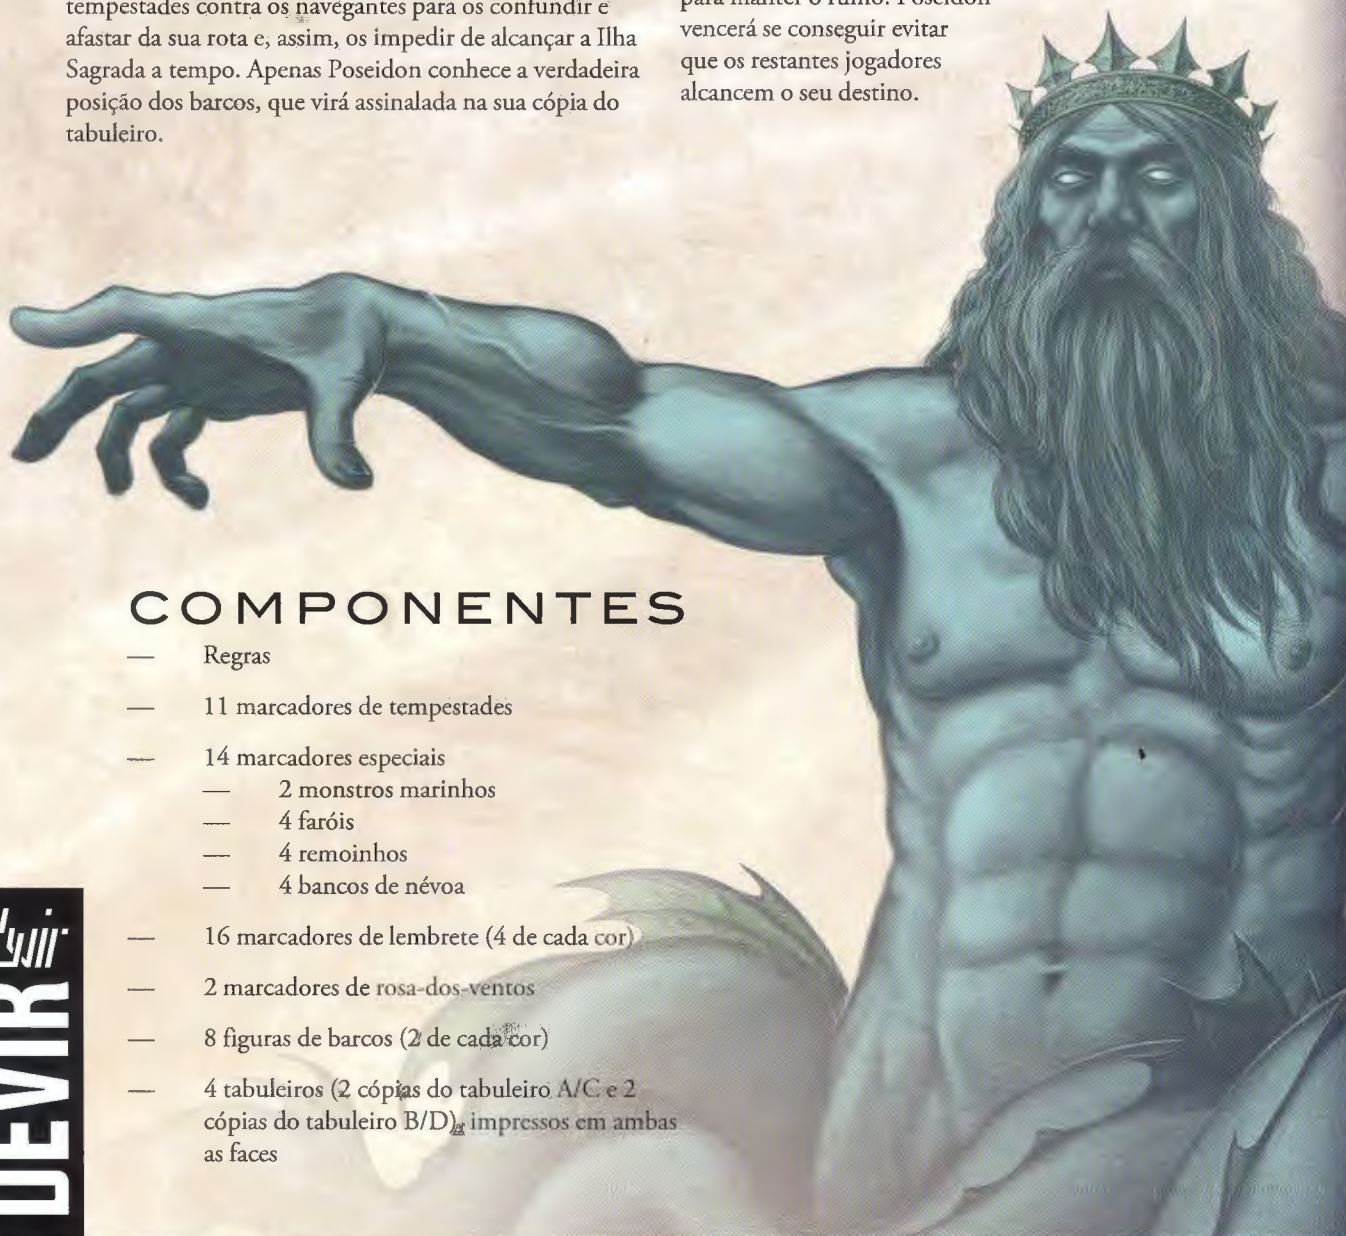 tempestades contra os navegantes para os confundir e
afastar da sua rota e, assim, os impedir de alcançar a Ilha
Sagrada a tempo. Apenas Poseidon conhece a verdadeira
posição dos barcos, que virá assinalada na sua cópia do
tabuleiro.
para manter o rumo. Poseidon
vencerá se conseguir evitar
que os restantes jogadores
alcancem o seu destino.
COMPONENTES
— Regras
— 11 marcadores de tempestades
— 14 marcadores especiais
— 2 monstros marinhos
— 4 faróis
— 4 remoinhos
— 4 bancos de névoa
— 16 marcadores de lembrete (4 de cada cor)
— 2 marcadores de rosa-dos-ventos
— 8 figuras de barcos (2 de cada cor)
— 4 tabuleiros (2 cópias do tabuleiro A/C e 2
cópias do tabuleiro B/D), impressos em ambas
as faces
DEVIR